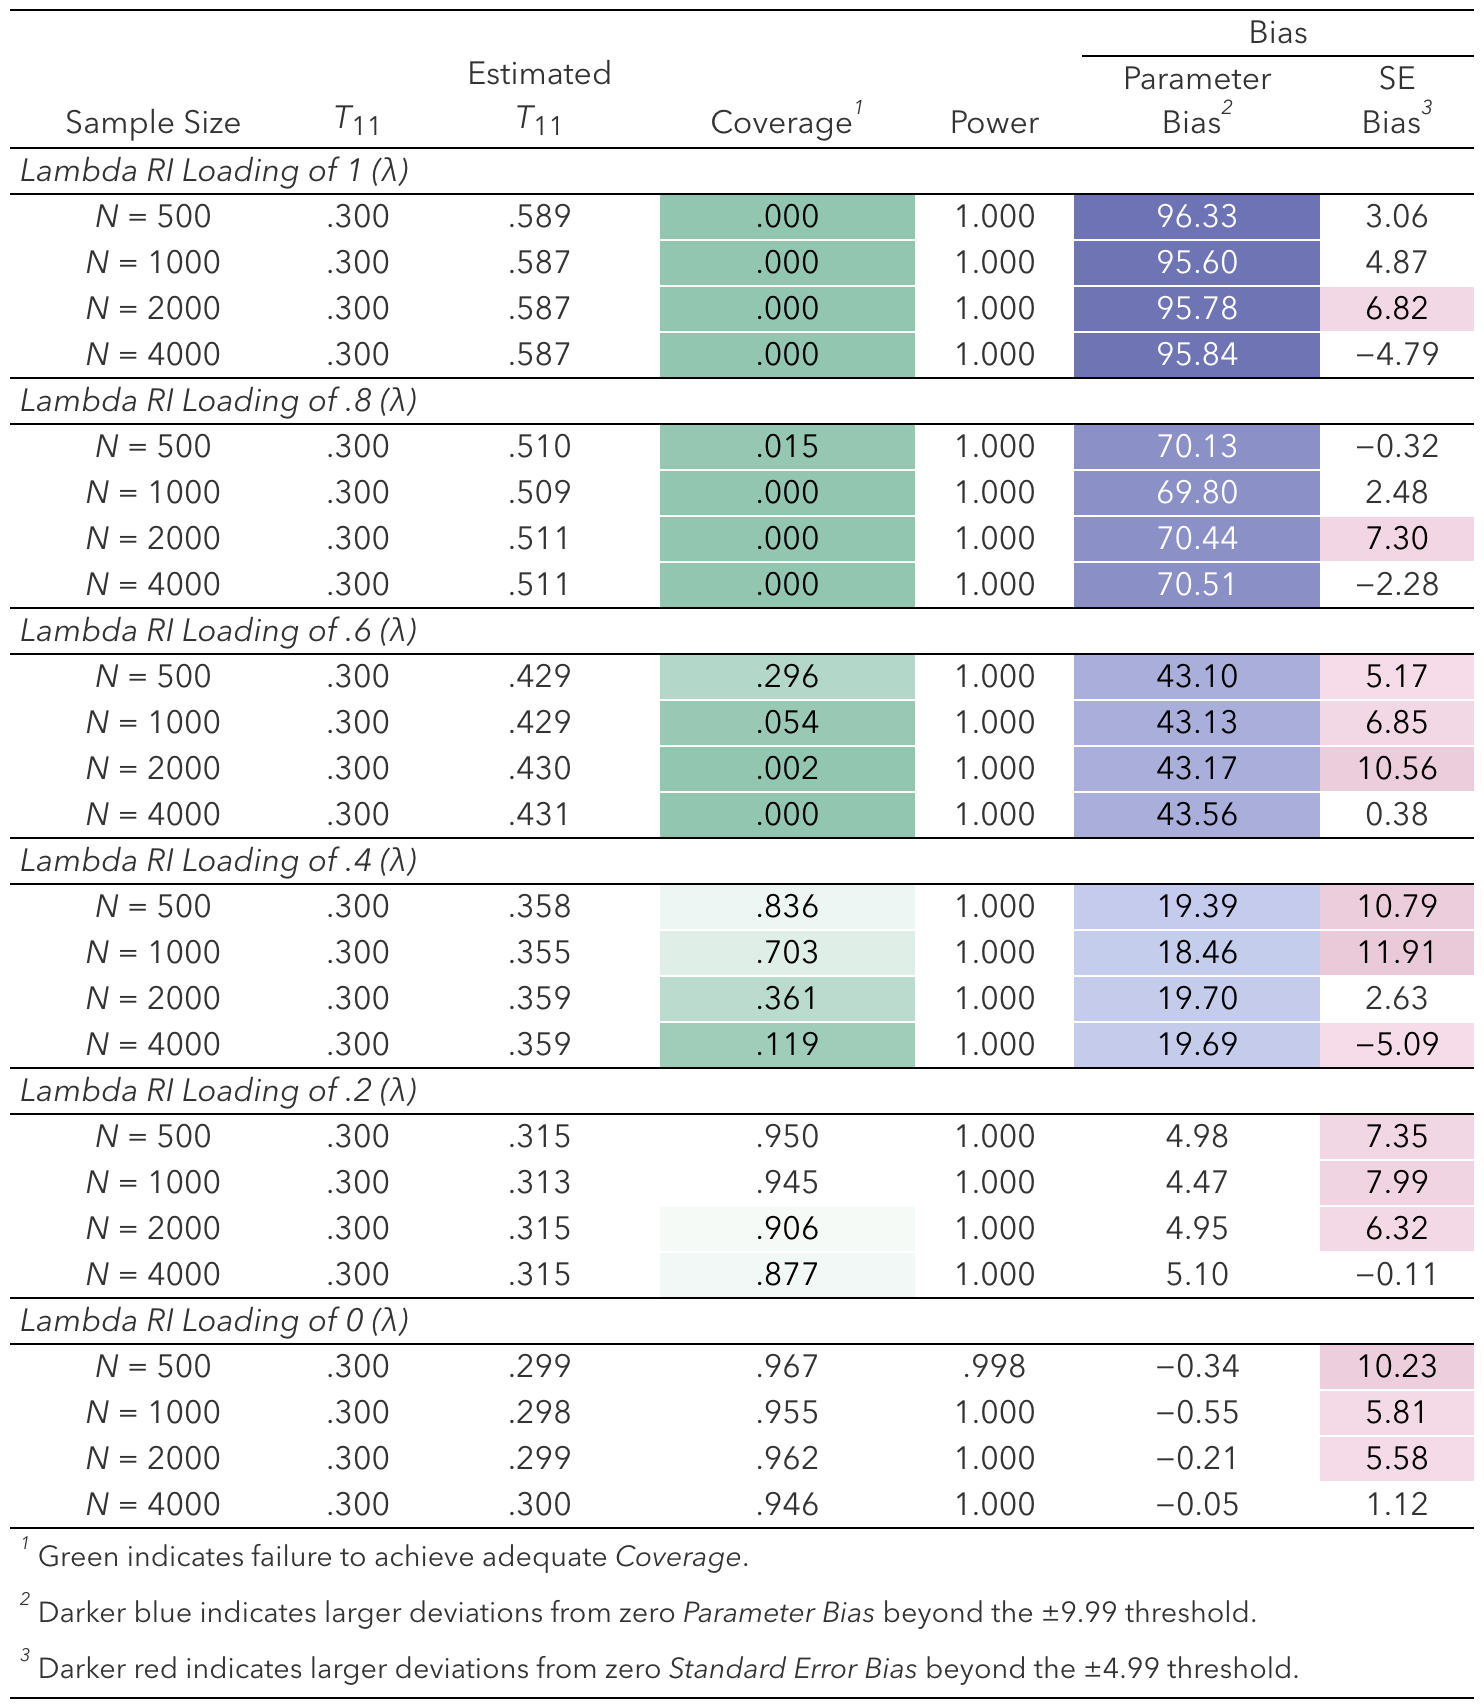 Bias
Estimated Parameter SE
Sample Size T11 T11 Coverage1 Power Bias2 Bias3
Lambda RI Loading of 1 (λ)
N = 500 .300 .589 .000 1.000 96.33 3.06
N = 1000 .300 .587 .000 1.000 95.60 4.87
N = 2000 .300 .587 .000 1.000 95.78 6.82
N = 4000 .300 .587 .000 1.000 95.84 −4.79
Lambda RI Loading of .8 (λ)
N = 500 .300 .510 .015 1.000 70.13 −0.32
N = 1000 .300 .509 .000 1.000 69.80 2.48
N = 2000 .300 .511 .000 1.000 70.44 7.30
N = 4000 .300 .511 .000 1.000 70.51 −2.28
Lambda RI Loading of .6 (λ)
N = 500 .300 .429 .296 1.000 43.10 5.17
N = 1000 .300 .429 .054 1.000 43.13 6.85
N = 2000 .300 .430 .002 1.000 43.17 10.56
N = 4000 .300 .431 .000 1.000 43.56 0.38
Lambda RI Loading of .4 (λ)
N = 500 .300 .358 .836 1.000 19.39 10.79
N = 1000 .300 .355 .703 1.000 18.46 11.91
N = 2000 .300 .359 .361 1.000 19.70 2.63
N = 4000 .300 .359 .119 1.000 19.69 −5.09
Lambda RI Loading of .2 (λ)
N = 500 .300 .315 .950 1.000 4.98 7.35
N = 1000 .300 .313 .945 1.000 4.47 7.99
N = 2000 .300 .315 .906 1.000 4.95 6.32
N = 4000 .300 .315 .877 1.000 5.10 −0.11
Lambda RI Loading of 0 (λ)
N = 500 .300 .299 .967 .998 −0.34 10.23
N = 1000 .300 .298 .955 1.000 −0.55 5.81
N = 2000 .300 .299 .962 1.000 −0.21 5.58
N = 4000 .300 .300 .946 1.000 −0.05 1.12
1 Green indicates failure to achieve adequate Coverage.
2 Darker blue indicates larger deviations from zero Parameter Bias beyond the ±9.99 threshold.
3 Darker red indicates larger deviations from zero Standard Error Bias beyond the ±4.99 threshold.